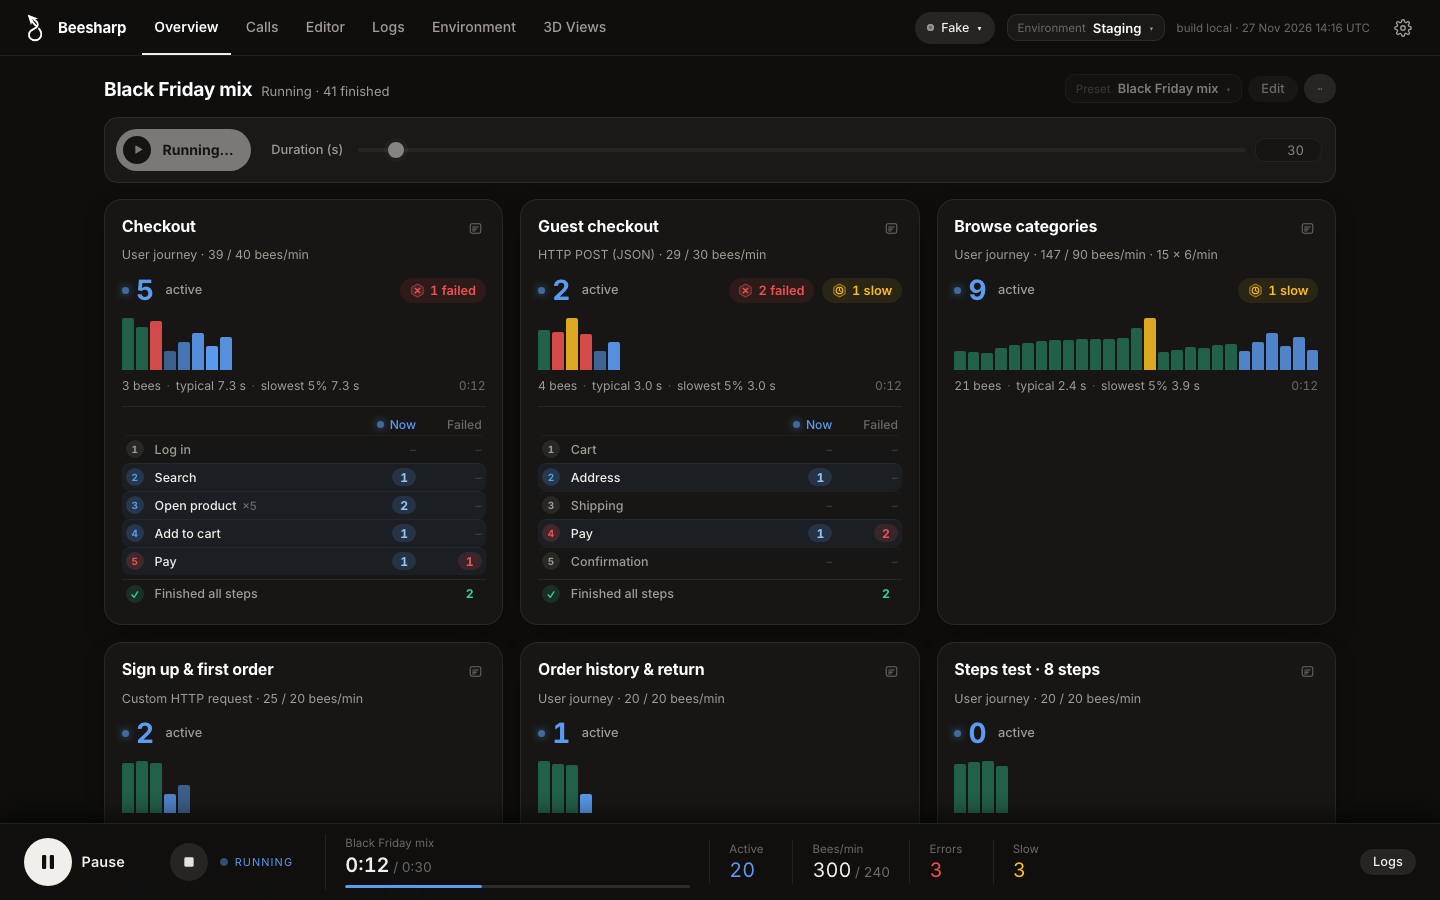 Beesharp Overview Calls Editor Logs Environment 3D Views Fake Environment Staging build local · 27 Nov 2026 14:16 UTC
Black Friday mix Running · 41 finished Preset Black Friday mix Edit
Running... Duration (s) 30
Checkout
User journey · 39 / 40 bees/min
5 active 1 failed
3 bees · typical 7.3 s · slowest 5% 7.3 s 0:12
Now Failed
1 Log in – –
2 Search 1 –
3 Open product ×5 2 –
4 Add to cart 1 –
5 Pay 1 1
Finished all steps 2
Guest checkout
HTTP POST (JSON) · 29 / 30 bees/min
2 active 2 failed 1 slow
4 bees · typical 3.0 s · slowest 5% 3.0 s 0:12
Now Failed
1 Cart – –
2 Address 1 –
3 Shipping – –
4 Pay 1 2
5 Confirmation – –
Finished all steps 2
Browse categories
User journey · 147 / 90 bees/min · 15 × 6/min
9 active 1 slow
21 bees · typical 2.4 s · slowest 5% 3.9 s 0:12
Sign up & first order
Custom HTTP request · 25 / 20 bees/min
2 active
Order history & return
User journey · 20 / 20 bees/min
1 active
Steps test · 8 steps
User journey · 20 / 20 bees/min
0 active
Pause RUNNING
Black Friday mix
0:12 / 0:30
Active
20
Bees/min
300 / 240
Errors
3
Slow
3
Logs